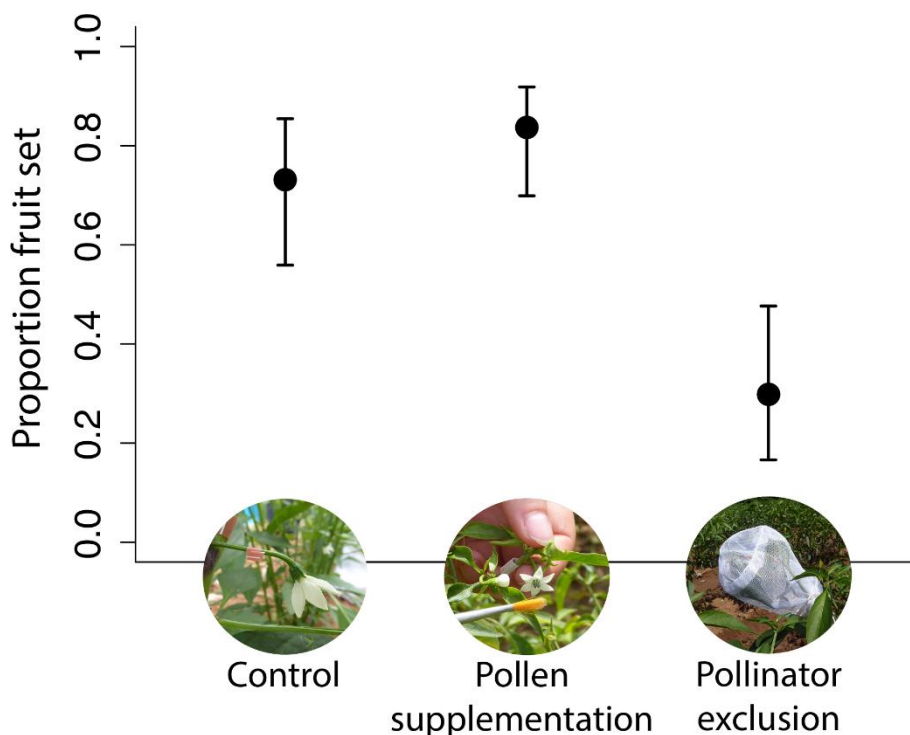 Proportion fruit set
1.0
0.8
0.6
0.4
0.2
0.0
Control
Pollen
supplementation
Pollinator
exclusion